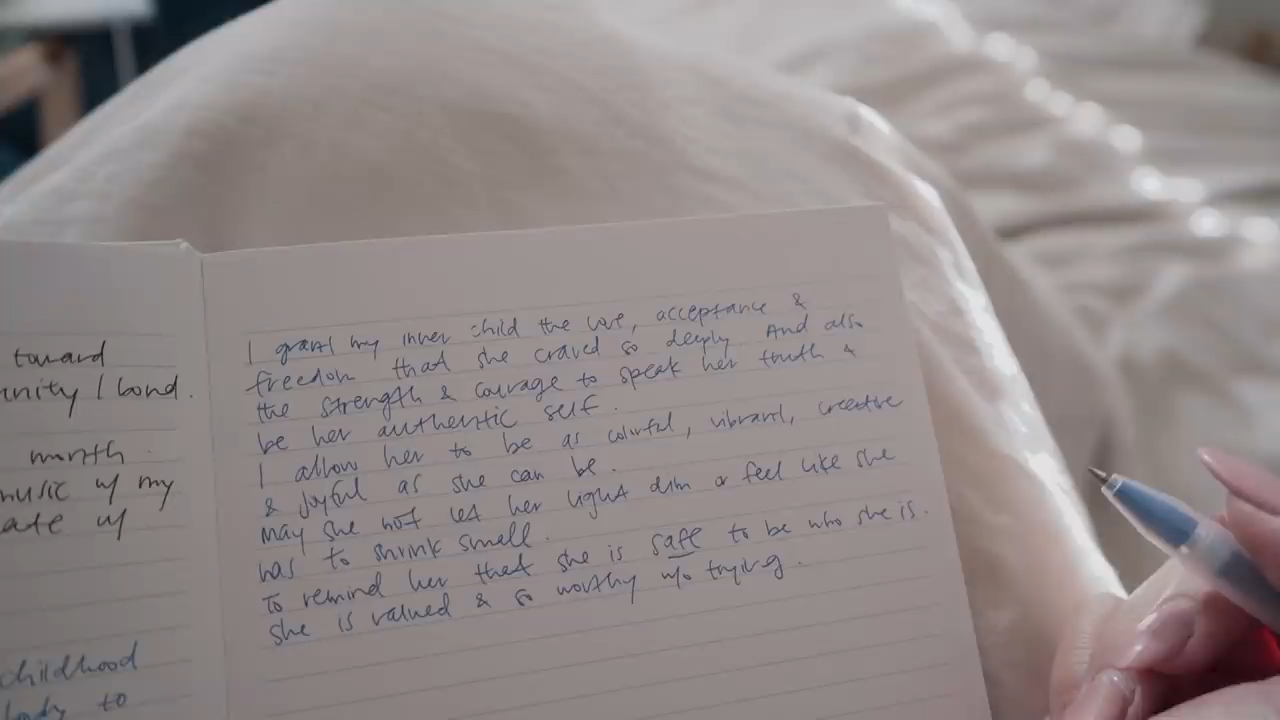 toward
unity / bond.
month.
music w/ my
ate w/
childhood
body to
I grant my inner child the love, acceptance &
freedom that she craved so deeply. And also
the strength & courage to speak her truth &
be her authentic self.
I allow her to be as colorful, vibrant, creative
& joyful as she can be.
May she not let her light dim or feel like she
has to shrink small.
To remind her that she is safe to be who she is.
She is valued & so worthy w/o trying.